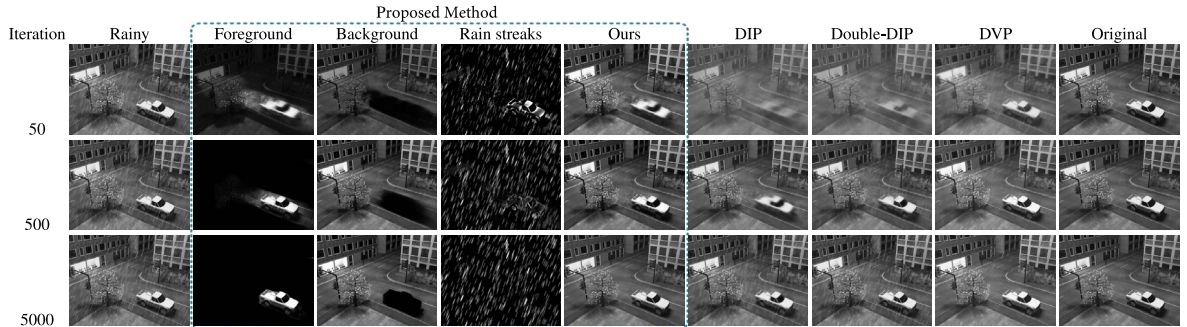 Proposed Method
Iteration Rainy Foreground Background Rain streaks Ours DIP Double-DIP DVP Original
50
500
5000